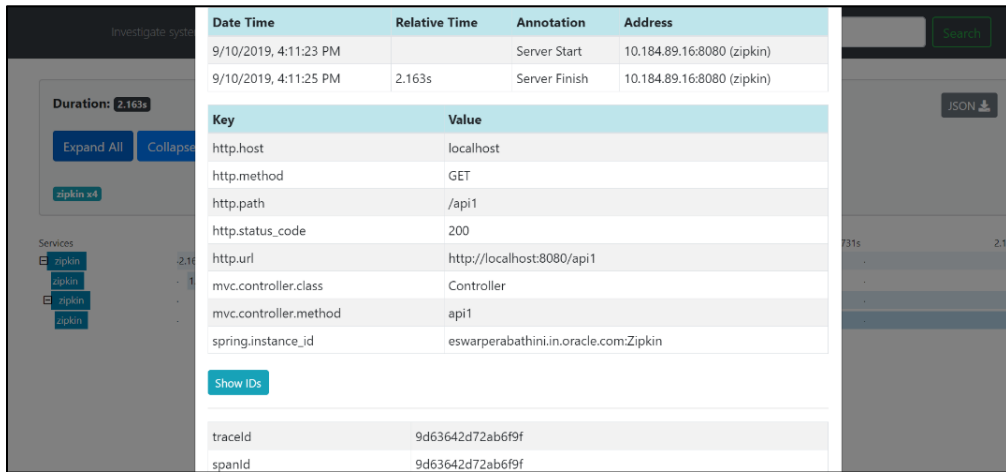 Investigate syste
Search
Date Time Relative Time Annotation Address
9/10/2019, 4:11:23 PM Server Start 10.184.89.16:8080 (zipkin)
9/10/2019, 4:11:25 PM 2.163s Server Finish 10.184.89.16:8080 (zipkin)
Duration: 2.163s
JSON
Expand All Collapse
zipkin x4
Key Value
http.host localhost
http.method GET
http.path /api1
http.status_code 200
http.url http://localhost:8080/api1
mvc.controller.class Controller
mvc.controller.method api1
spring.instance_id eswarperabathini.in.oracle.com:Zipkin
Services 731s 2.1
zipkin 2.16
zipkin 1
zipkin
zipkin
Show IDs
traceId 9d63642d72ab6f9f
spanId 9d63642d72ab6f9f